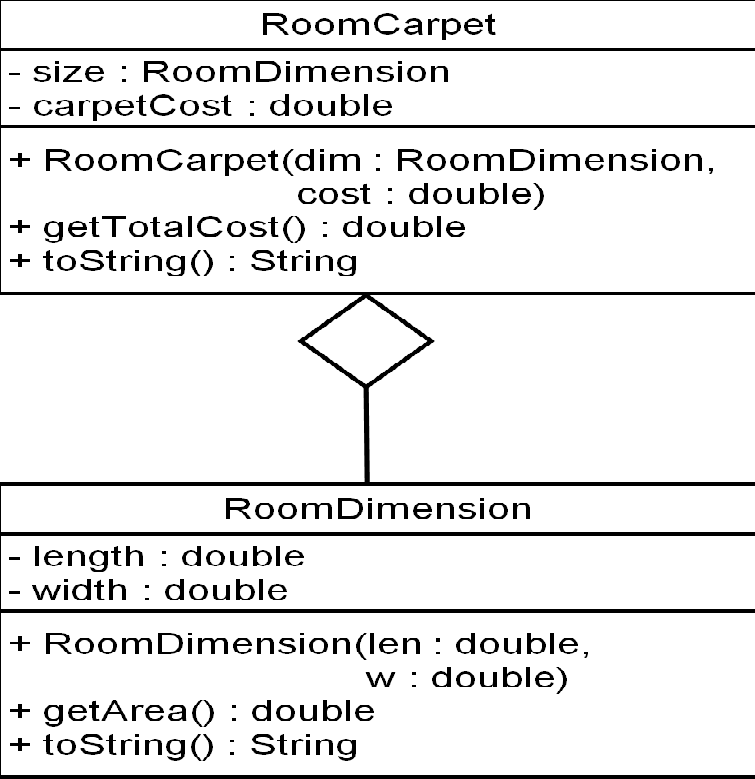 RoomCarpet
- size : RoomDimension
- carpetCost : double
+ RoomCarpet(dim : RoomDimension,
cost : double)
+ getTotalCost() : double
+ toString() : String
RoomDimension
- length : double
- width : double
+ RoomDimension(len : double,
w : double)
+ getArea() : double
+ toString() : String